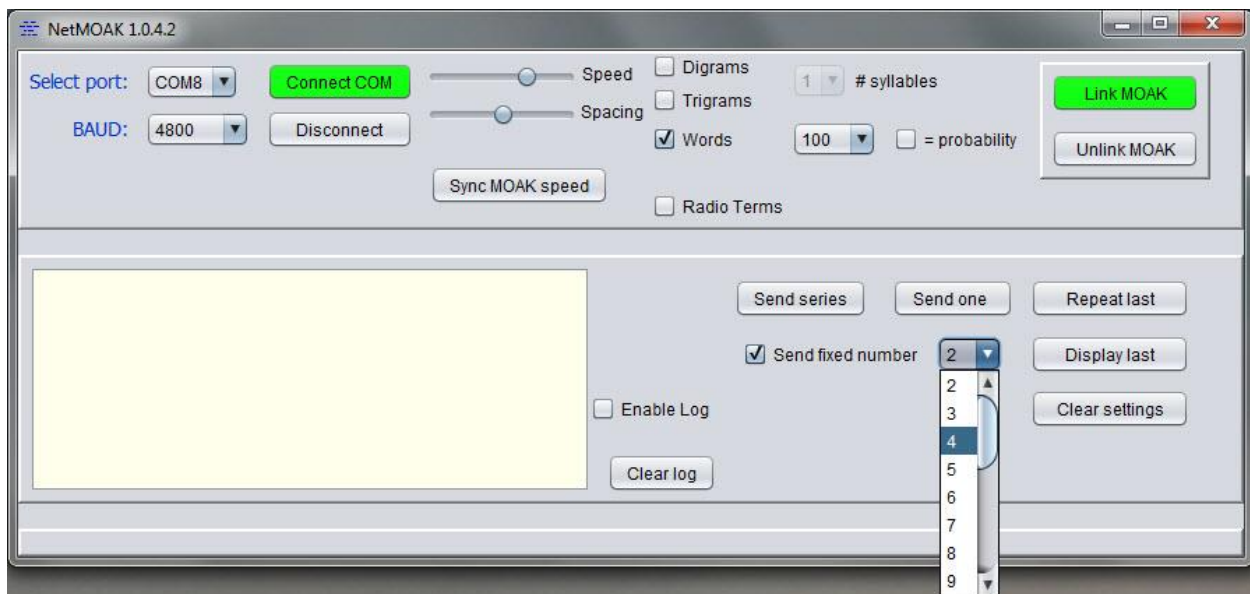 NetMOAK 1.0.4.2
Select port: COM8 Connect COM Speed Digrams 1 # syllables Link MOAK
Trigrams
Spacing
BAUD: 4800 Disconnect Words 100 = probability Unlink MOAK
Sync MOAK speed
Radio Terms
Send series Send one Repeat last
Send fixed number 2 Display last
2
Enable Log 3 Clear settings
4
Clear log 5
6
7
8
9